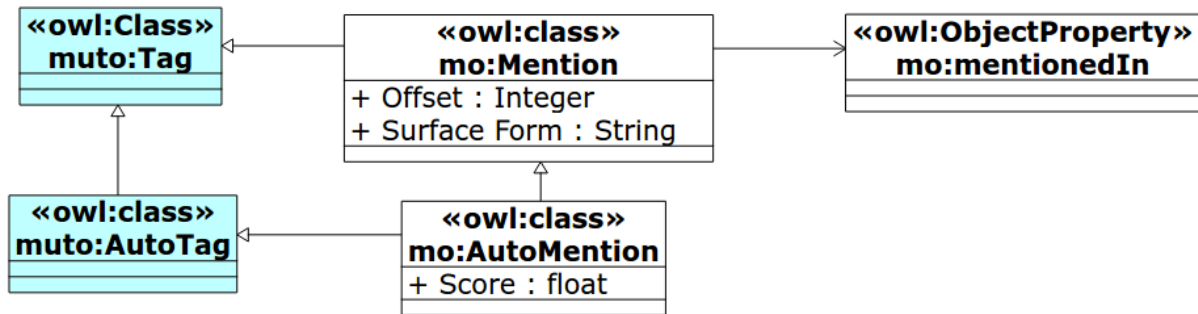 «owl:Class»
muto:Tag
«owl:class»
mo:Mention
+ Offset : Integer
+ Surface Form : String
«owl:ObjectProperty»
mo:mentionedIn
«owl:class»
muto:AutoTag
«owl:class»
mo:AutoMention
+ Score : float